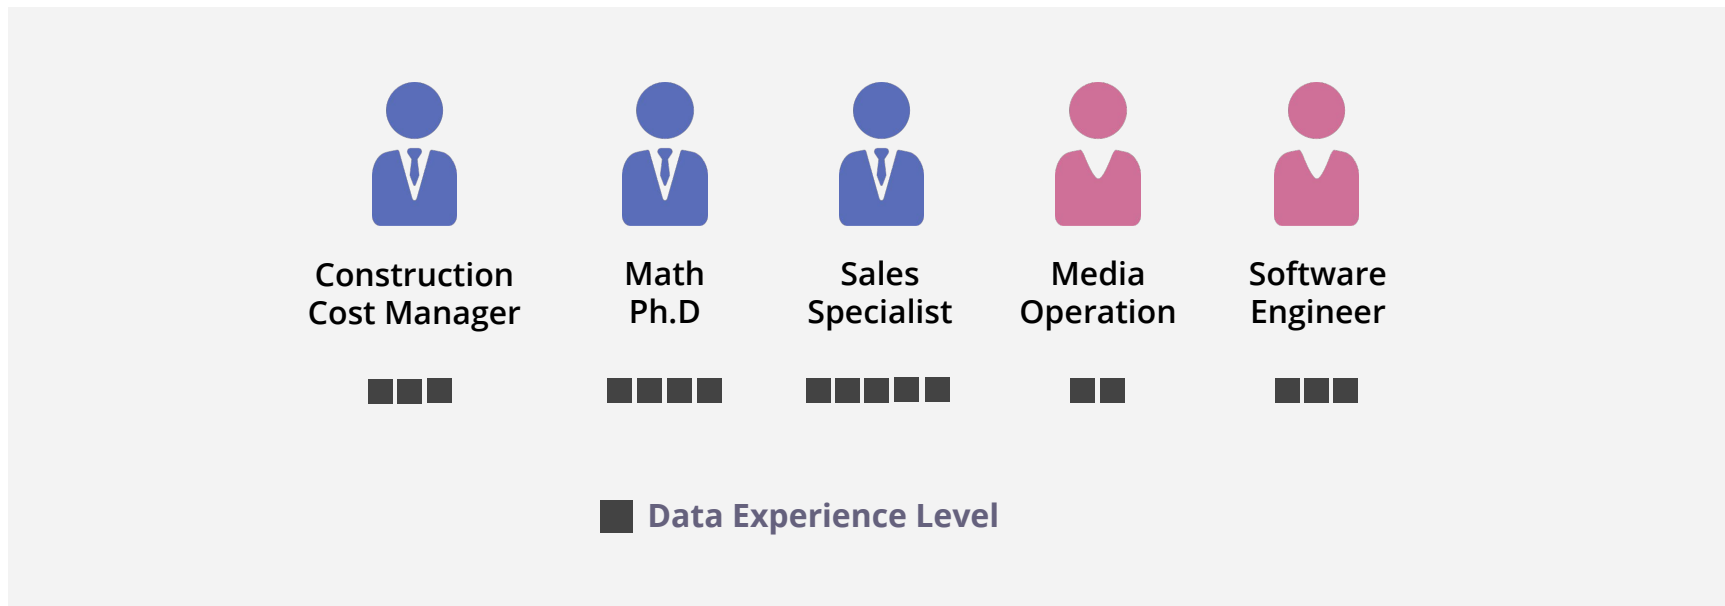 Construction
Cost Manager
Math
Ph.D
Sales
Specialist
Media
Operation
Software
Engineer
Data Experience Level